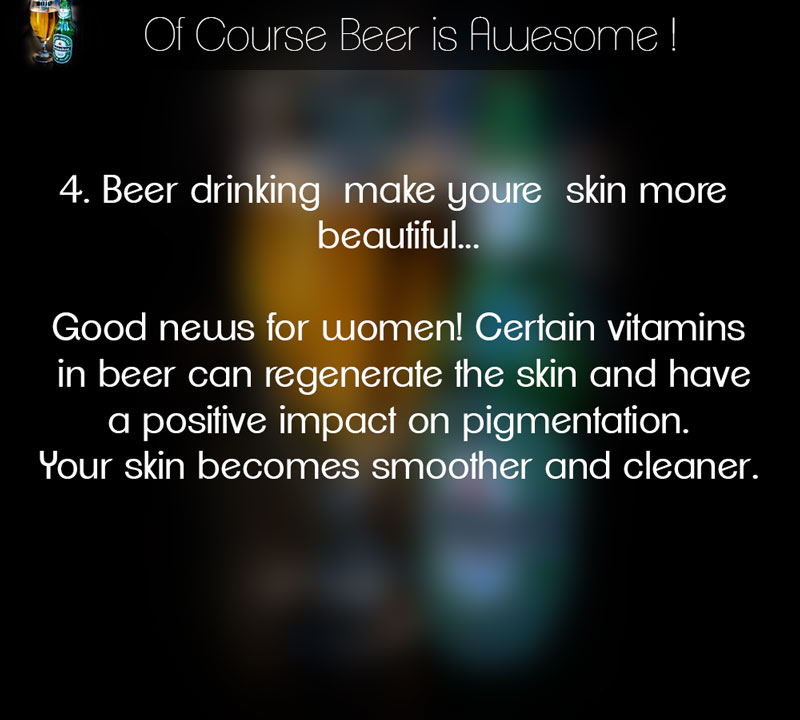 Of Course Beer is Awesome !
4. Beer drinking make youre skin more
beautiful...
Good news for women! Certain vitamins
in beer can regenerate the skin and have
a positive impact on pigmentation.
Your skin becomes smoother and cleaner.